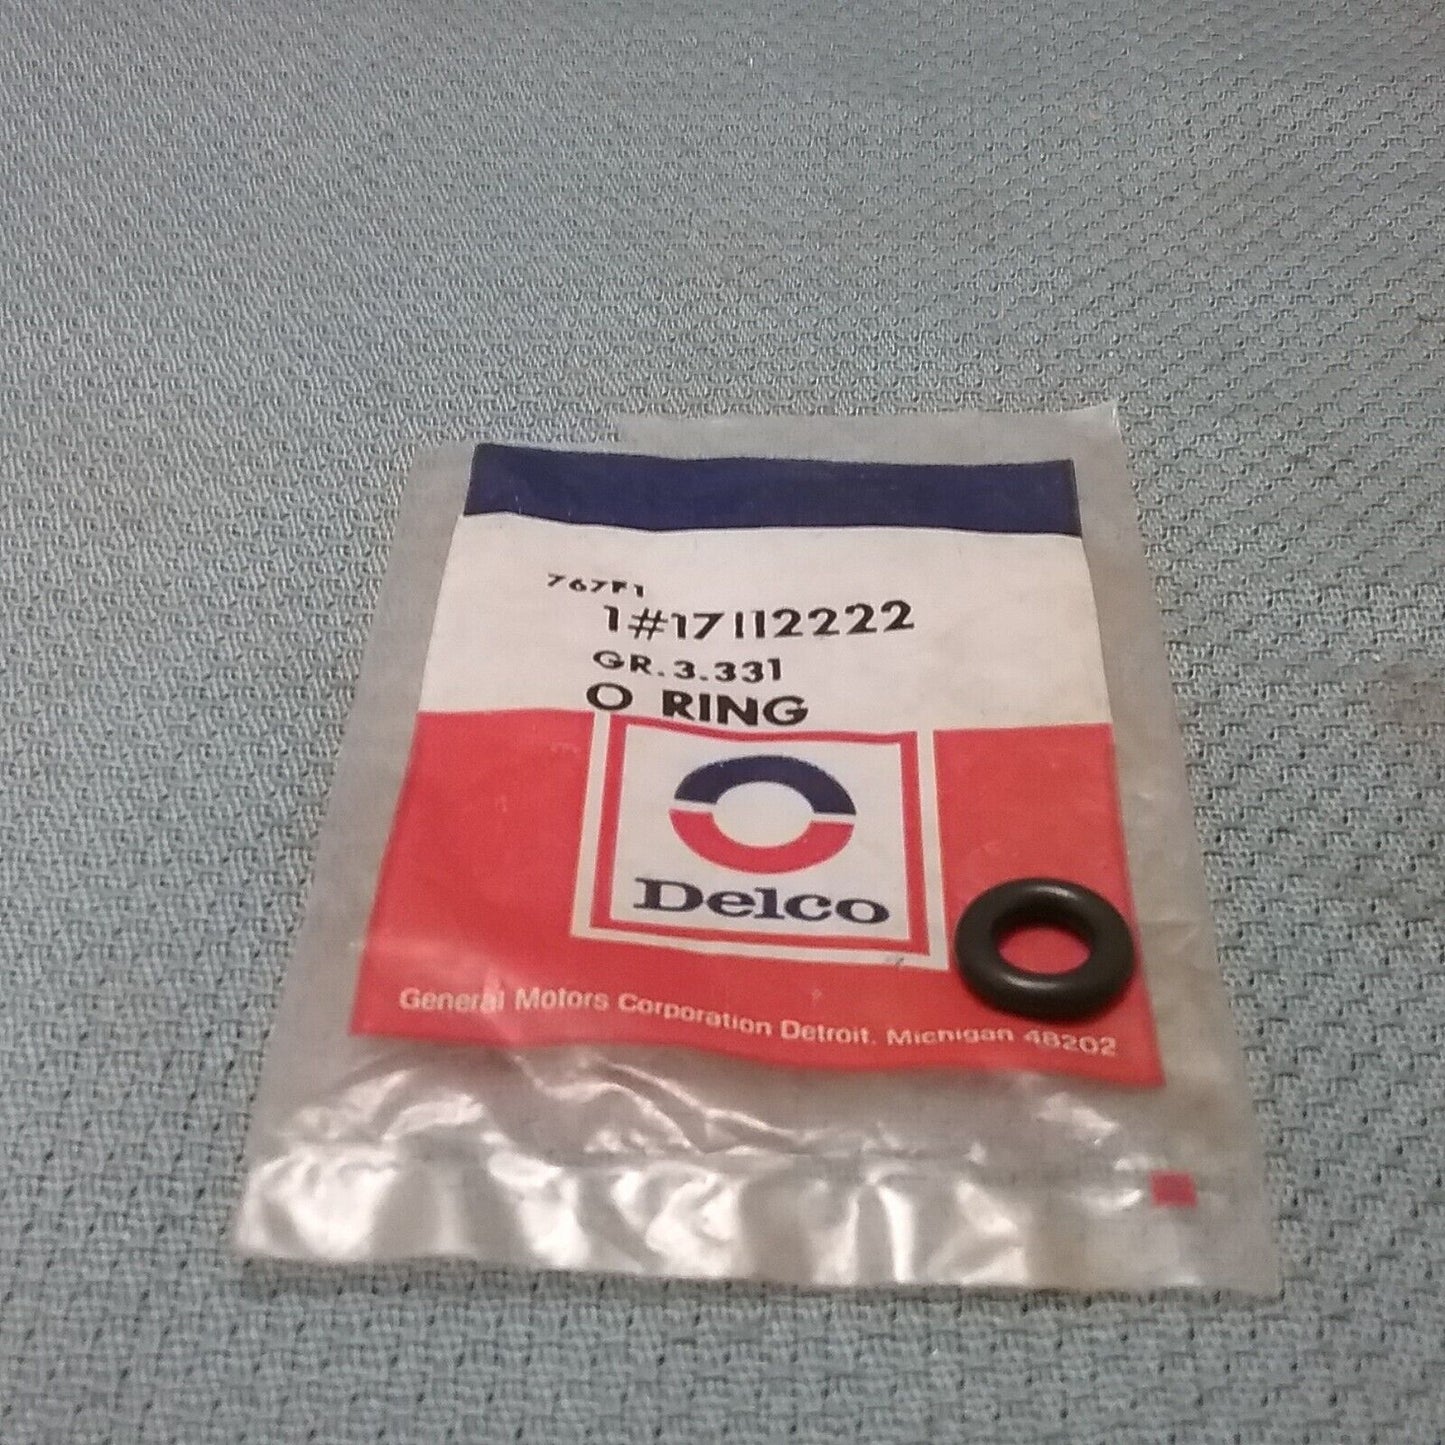 767F1
1#17112222
GR.3.331
O RING
Delco
General Motors Corporation Detroit, Michigan 48202